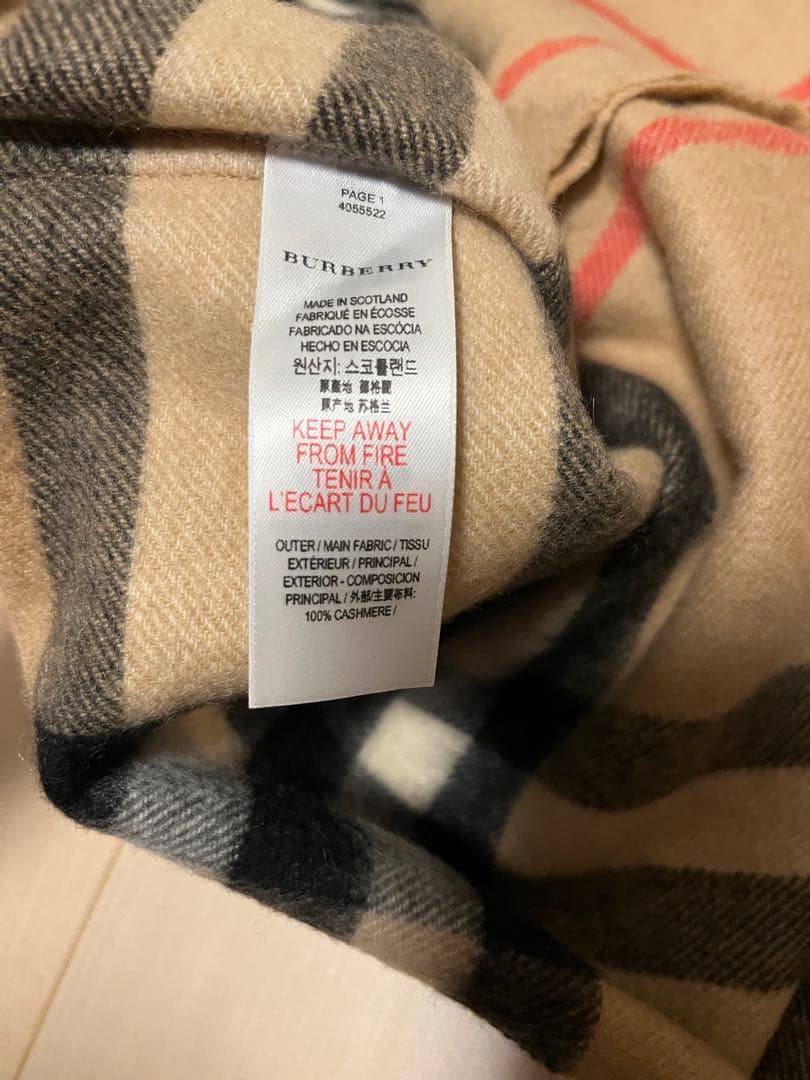 PAGE 1
4055522
BURBERRY
MADE IN SCOTLAND
FABRIQUÉ EN ÉCOSSE
FABRICADO NA ESCÓCIA
HECHO EN ESCOCIA
원산지: 스코틀랜드
原產地 蘇格蘭
原产地 苏格兰
KEEP AWAY
FROM FIRE
TENIR À
L'ECART DU FEU
OUTER / MAIN FABRIC / TISSU
EXTÉRIEUR / PRINCIPAL /
EXTERIOR - COMPOSICION
PRINCIPAL / 外部/主要布料:
100% CASHMERE /